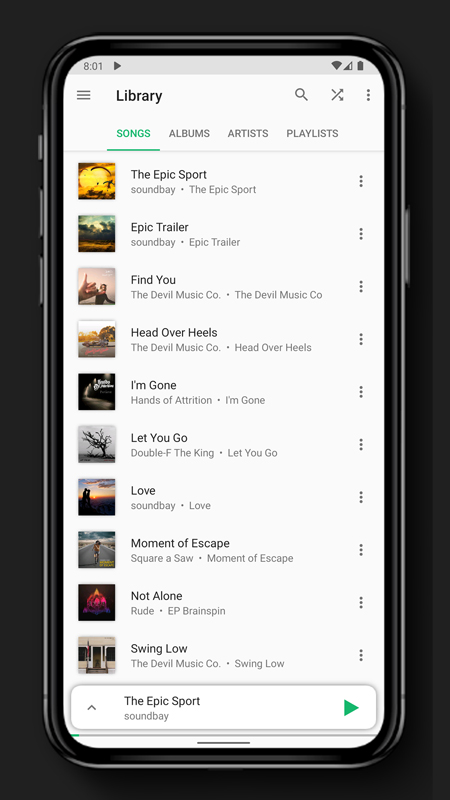 8:01
Library
SONGS ALBUMS ARTISTS PLAYLISTS
The Epic Sport
soundbay • The Epic Sport
Epic Trailer
soundbay • Epic Trailer
Find You
The Devil Music Co. • The Devil Music Co
Head Over Heels
The Devil Music Co. • Head Over Heels
I'm Gone
Hands of Attrition • I'm Gone
Let You Go
Double-F The King • Let You Go
Love
soundbay • Love
Moment of Escape
Square a Saw • Moment of Escape
Not Alone
Rude • EP Brainspin
Swing Low
The Devil Music Co. • Swing Low
The Epic Sport
soundbay